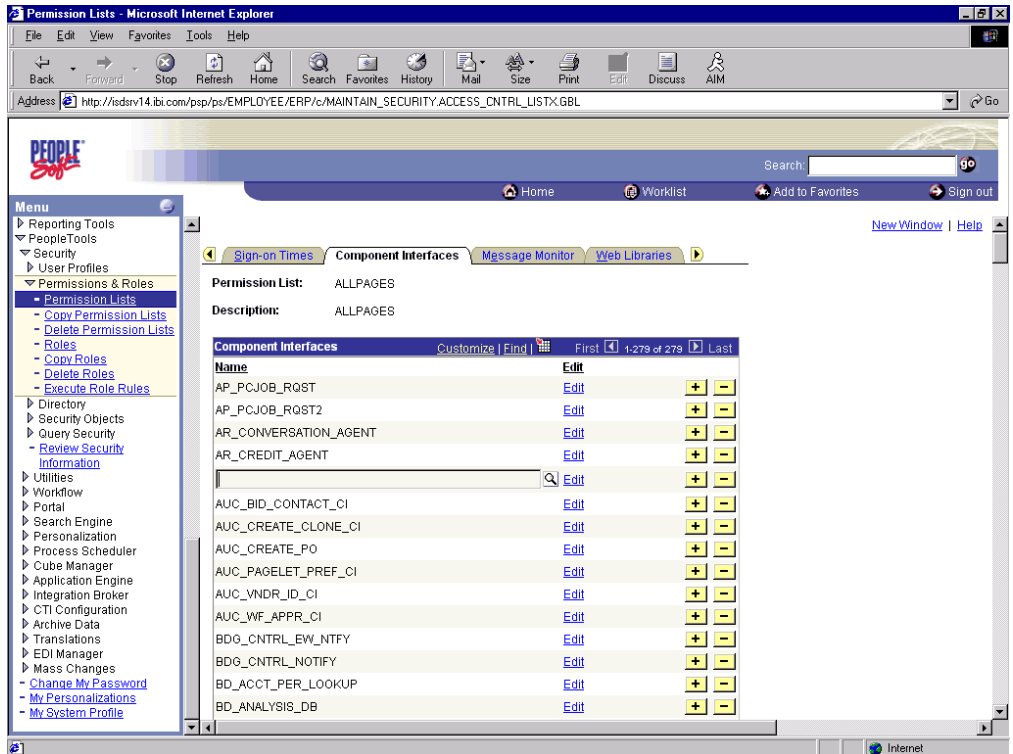 Permission Lists - Microsoft Internet Explorer
File Edit View Favorites Tools Help
Back Forward Stop Refresh Home Search Favorites History Mail Size Print Edit Discuss AIM
Address http://isdsrv14.ibi.com/psp/ps/EMPLOYEE/ERP/c/MAINTAIN_SECURITY.ACCESS_CNTRL_LISTX.GBL Go
PEOPLE
Soft
Search: go
Home Worklist Add to Favorites Sign out
Menu
Reporting Tools
PeopleTools
Security
User Profiles
Permissions & Roles
Permission Lists
Copy Permission Lists
Delete Permission Lists
Roles
Copy Roles
Delete Roles
Execute Role Rules
Directory
Security Objects
Query Security
Review Security
Information
Utilities
Workflow
Portal
Search Engine
Personalization
Process Scheduler
Cube Manager
Application Engine
Integration Broker
CTI Configuration
Archive Data
Translations
EDI Manager
Mass Changes
Change My Password
My Personalizations
My System Profile
New Window | Help
Sign-on Times Component Interfaces Message Monitor Web Libraries
Permission List: ALLPAGES
Description: ALLPAGES
Component Interfaces Customize | Find | First 1-279 of 279 Last
Name Edit
AP_PCJOB_RQST Edit + -
AP_PCJOB_RQST2 Edit + -
AR_CONVERSATION_AGENT Edit + -
AR_CREDIT_AGENT Edit + -
Edit + -
AUC_BID_CONTACT_CI Edit + -
AUC_CREATE_CLONE_CI Edit + -
AUC_CREATE_PO Edit + -
AUC_PAGELET_PREF_CI Edit + -
AUC_VNDR_ID_CI Edit + -
AUC_WF_APPR_CI Edit + -
BDG_CNTRL_EW_NTFY Edit + -
BDG_CNTRL_NOTIFY Edit + -
BD_ACCT_PER_LOOKUP Edit + -
BD_ANALYSIS_DB Edit + -
Internet